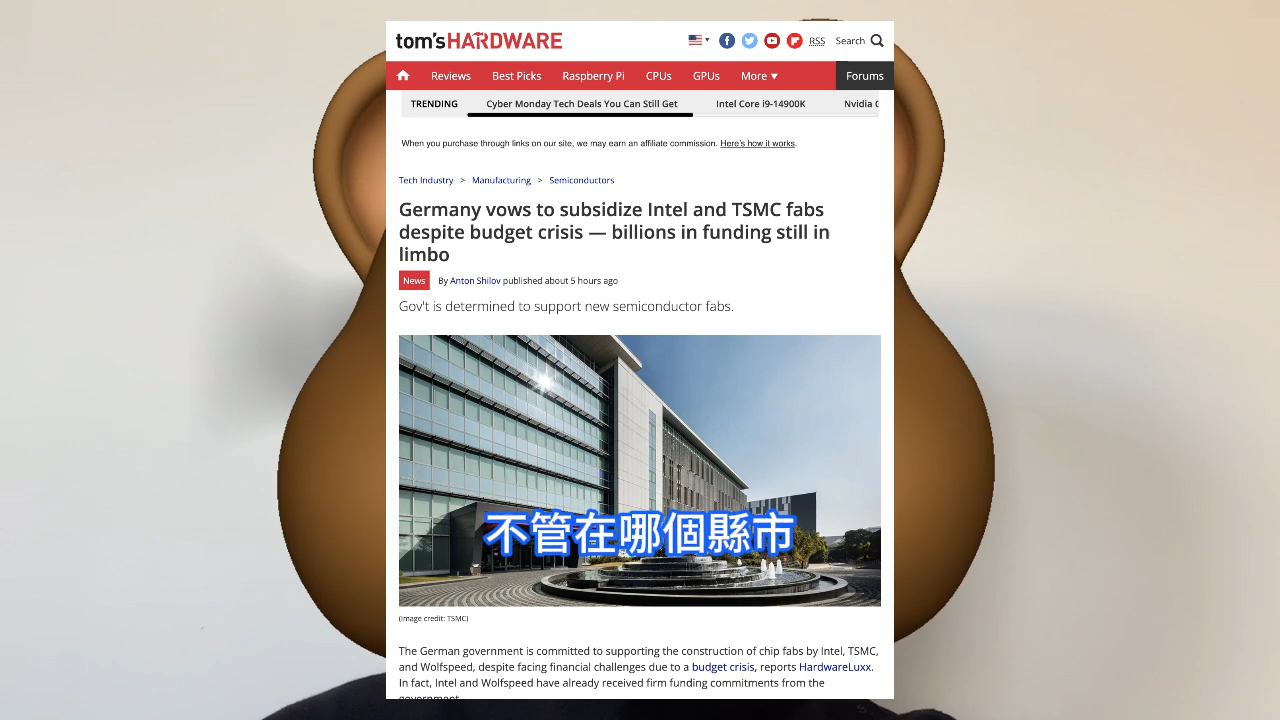 tom'sHARDWARE
RSS Search
Reviews Best Picks Raspberry Pi CPUs GPUs More Forums
TRENDING Cyber Monday Tech Deals You Can Still Get Intel Core i9-14900K Nvidia
When you purchase through links on our site, we may earn an affiliate commission. Here's how it works.
Tech Industry > Manufacturing > Semiconductors
Germany vows to subsidize Intel and TSMC fabs
despite budget crisis — billions in funding still in
limbo
News By Anton Shilov published about 5 hours ago
Gov't is determined to support new semiconductor fabs.
不管在哪個縣市
(Image credit: TSMC)
The German government is committed to supporting the construction of chip fabs by Intel, TSMC,
and Wolfspeed, despite facing financial challenges due to a budget crisis, reports HardwareLuxx.
In fact, Intel and Wolfspeed have already received firm funding commitments from the
government.